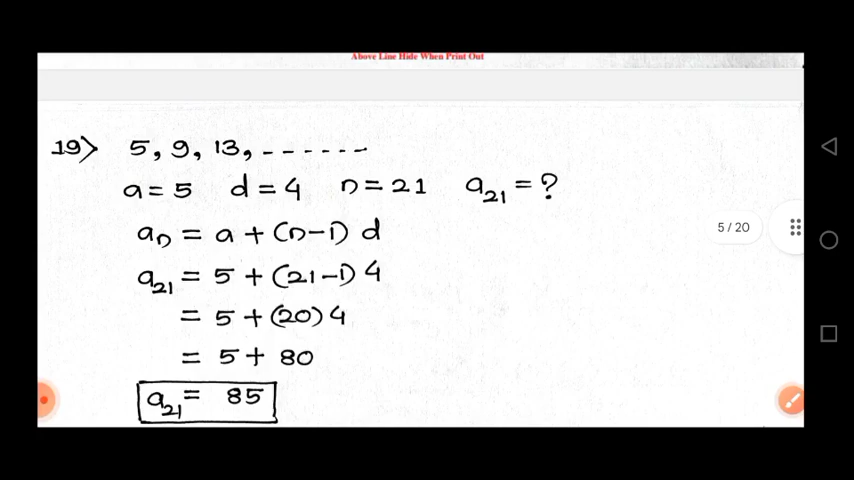 Above Line Hide When Print Out
19> 5, 9, 13, -------
a = 5 d = 4 n = 21 a₂₁ = ?
aₙ = a + (n-1) d
5 / 20
a₂₁ = 5 + (21-1) 4
= 5 + (20) 4
= 5 + 80
a₂₁ = 85